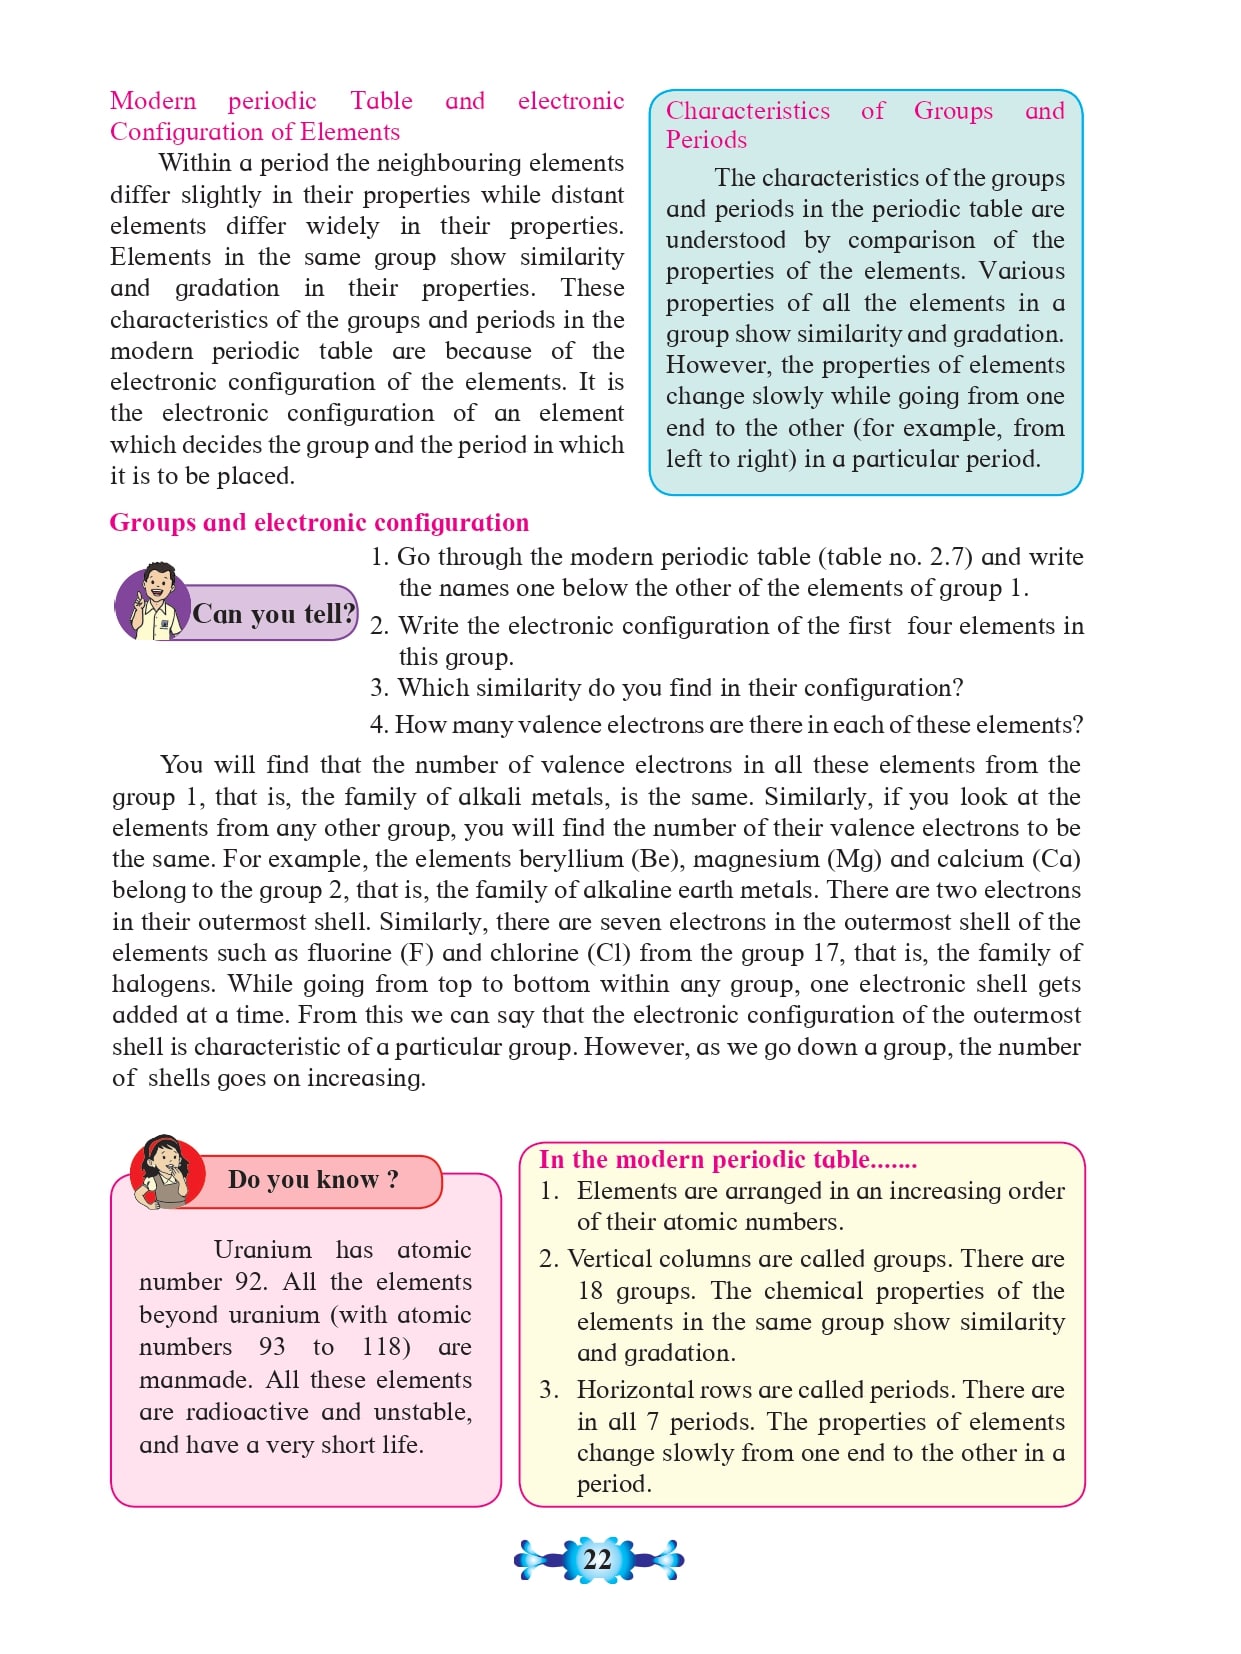 Modern periodic Table and electronic
Configuration of Elements
Within a period the neighbouring elements
differ slightly in their properties while distant
elements differ widely in their properties.
Elements in the same group show similarity
and gradation in their properties. These
characteristics of the groups and periods in the
modern periodic table are because of the
electronic configuration of the elements. It is
the electronic configuration of an element
which decides the group and the period in which
it is to be placed.
Characteristics of Groups and
Periods
The characteristics of the groups
and periods in the periodic table are
understood by comparison of the
properties of the elements. Various
properties of all the elements in a
group show similarity and gradation.
However, the properties of elements
change slowly while going from one
end to the other (for example, from
left to right) in a particular period.
Groups and electronic configuration
Can you tell?
1. Go through the modern periodic table (table no. 2.7) and write
the names one below the other of the elements of group 1.
2. Write the electronic configuration of the first four elements in
this group.
3. Which similarity do you find in their configuration?
4. How many valence electrons are there in each of these elements?
You will find that the number of valence electrons in all these elements from the
group 1, that is, the family of alkali metals, is the same. Similarly, if you look at the
elements from any other group, you will find the number of their valence electrons to be
the same. For example, the elements beryllium (Be), magnesium (Mg) and calcium (Ca)
belong to the group 2, that is, the family of alkaline earth metals. There are two electrons
in their outermost shell. Similarly, there are seven electrons in the outermost shell of the
elements such as fluorine (F) and chlorine (Cl) from the group 17, that is, the family of
halogens. While going from top to bottom within any group, one electronic shell gets
added at a time. From this we can say that the electronic configuration of the outermost
shell is characteristic of a particular group. However, as we go down a group, the number
of shells goes on increasing.
Do you know ?
Uranium has atomic
number 92. All the elements
beyond uranium (with atomic
numbers 93 to 118) are
manmade. All these elements
are radioactive and unstable,
and have a very short life.
In the modern periodic table.......
1. Elements are arranged in an increasing order
of their atomic numbers.
2. Vertical columns are called groups. There are
18 groups. The chemical properties of the
elements in the same group show similarity
and gradation.
3. Horizontal rows are called periods. There are
in all 7 periods. The properties of elements
change slowly from one end to the other in a
period.
22